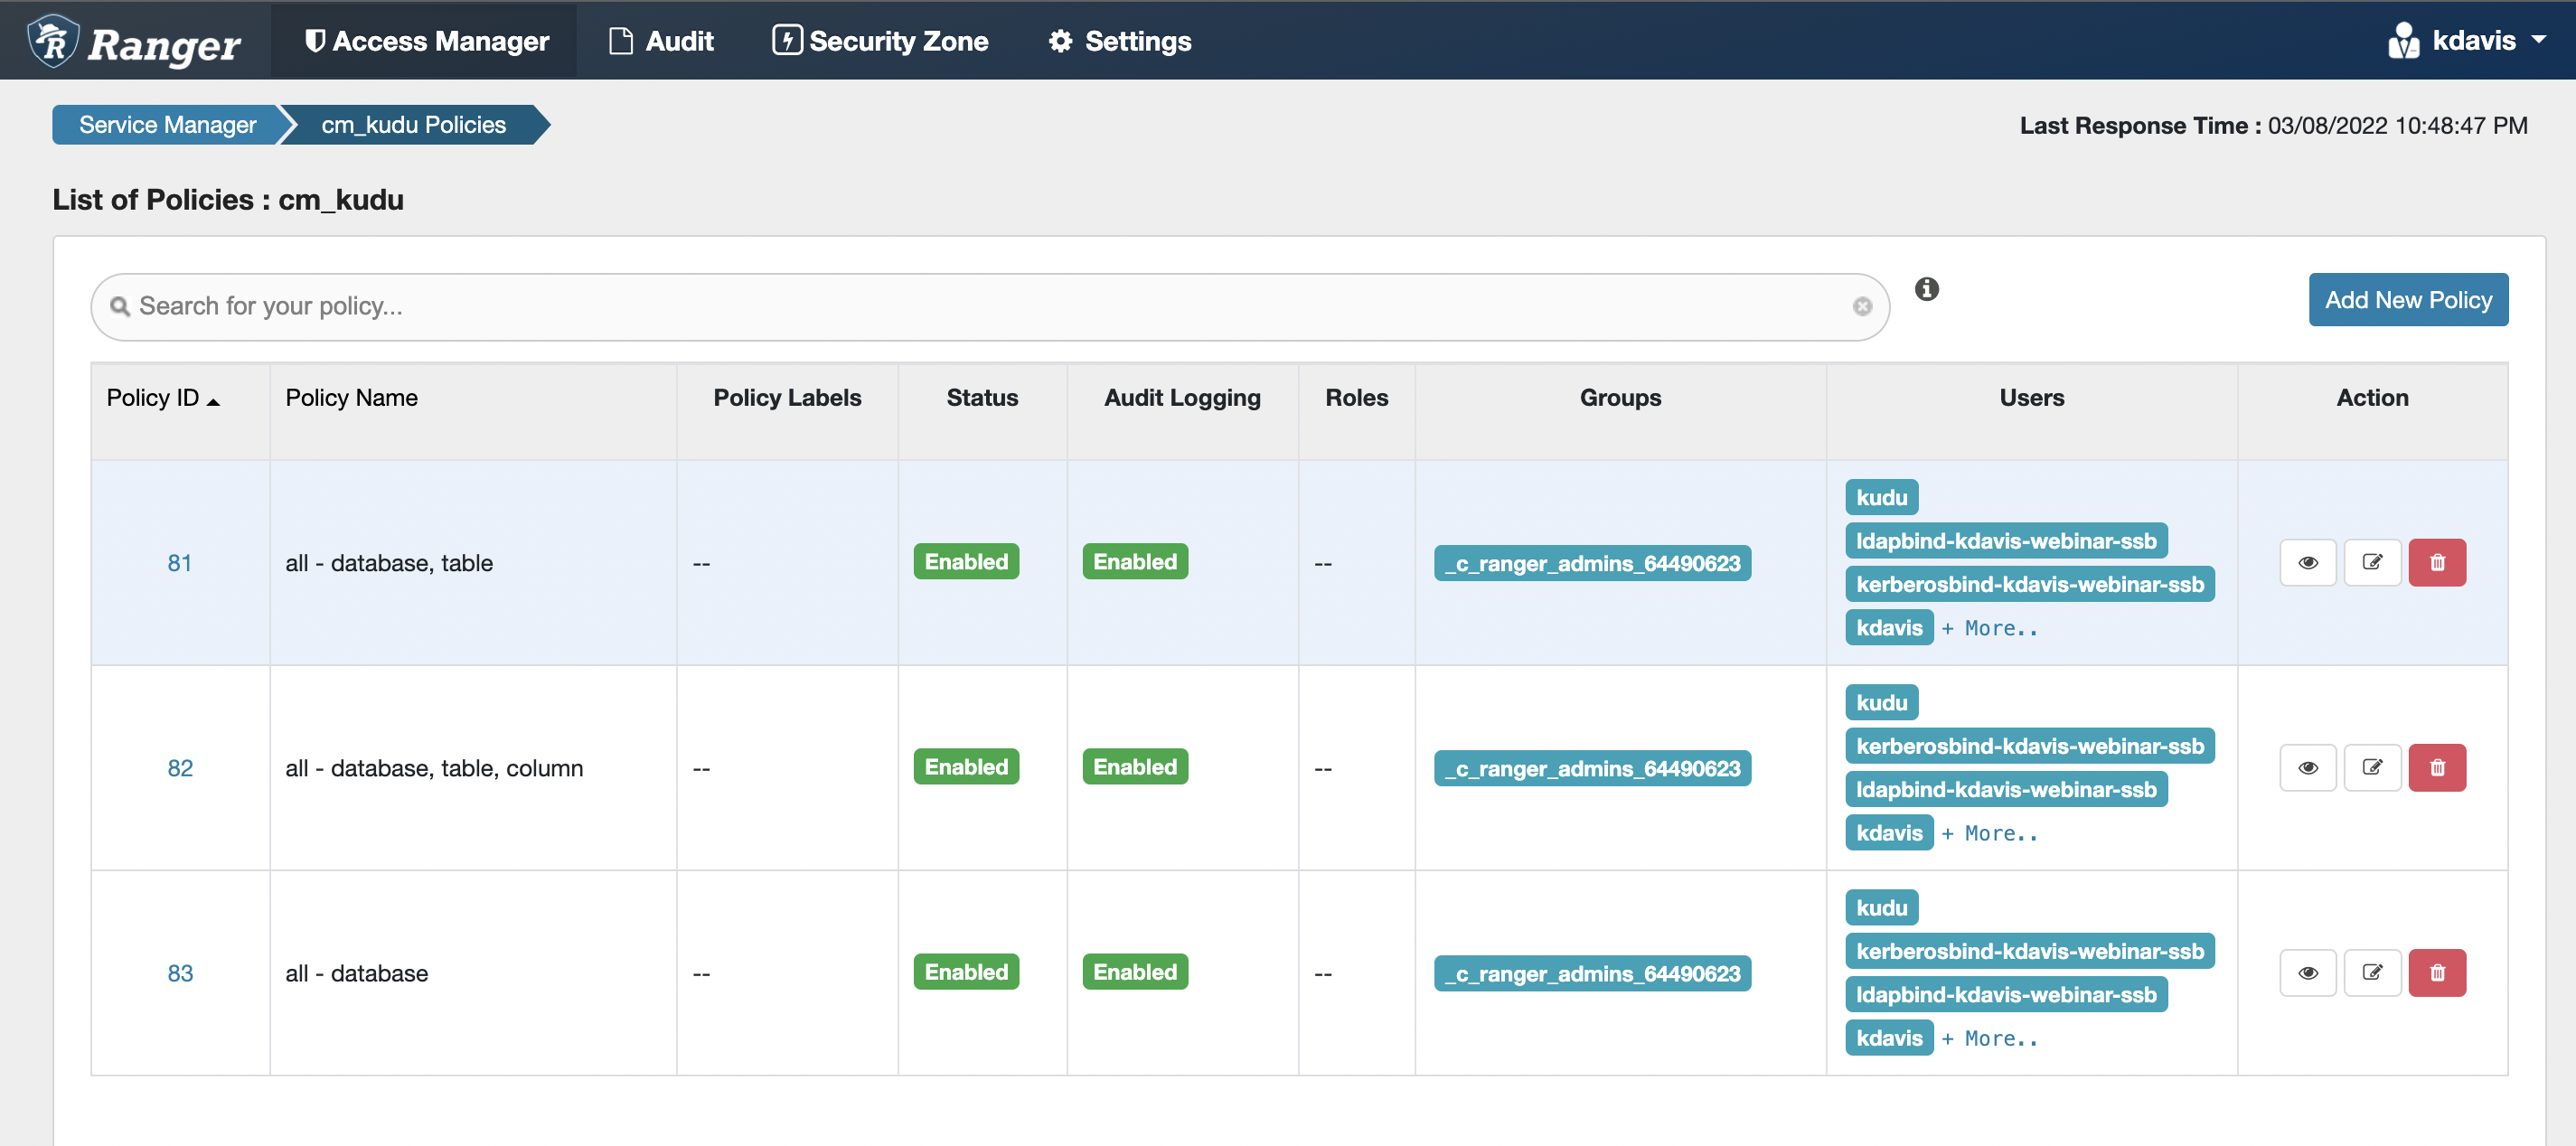 Ranger Access Manager Audit Security Zone Settings kdavis
Service Manager cm_kudu Policies Last Response Time : 03/08/2022 10:48:47 PM
List of Policies : cm_kudu
Search for your policy... Add New Policy
Policy ID Policy Name Policy Labels Status Audit Logging Roles Groups Users Action
81 all - database, table -- Enabled Enabled -- _c_ranger_admins_64490623
kudu
ldapbind-kdavis-webinar-ssb
kerberosbind-kdavis-webinar-ssb
kdavis + More..
82 all - database, table, column -- Enabled Enabled -- _c_ranger_admins_64490623
kudu
kerberosbind-kdavis-webinar-ssb
ldapbind-kdavis-webinar-ssb
kdavis + More..
83 all - database -- Enabled Enabled -- _c_ranger_admins_64490623
kudu
kerberosbind-kdavis-webinar-ssb
ldapbind-kdavis-webinar-ssb
kdavis + More..